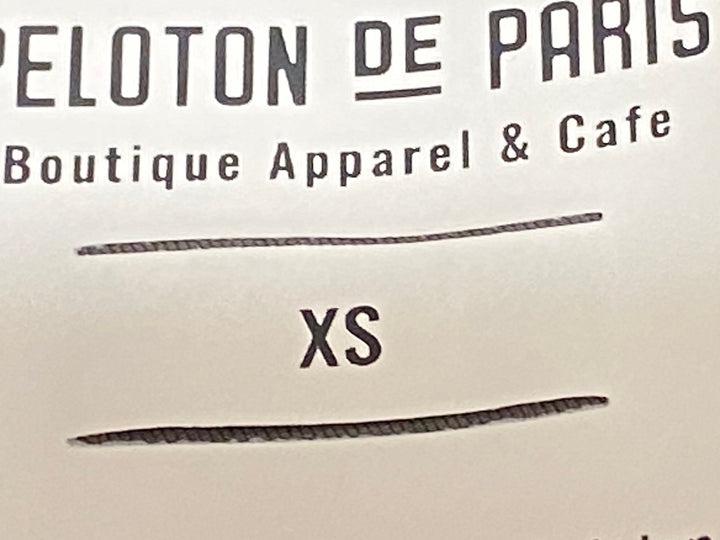 PELOTON DE PARIS
Boutique Apparel & Cafe
XS